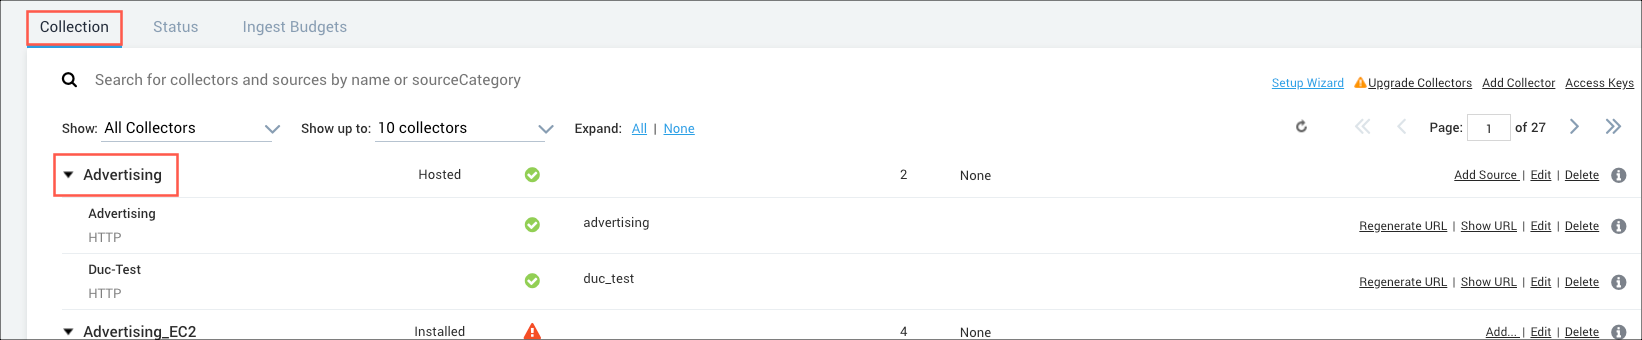 Collection Status Ingest Budgets
Search for collectors and sources by name or sourceCategory
Setup Wizard Upgrade Collectors Add Collector Access Keys
Show: All Collectors Show up to: 10 collectors Expand: All | None Page: 1 of 27
Advertising Hosted 2 None Add Source | Edit | Delete
Advertising
HTTP
advertising
Regenerate URL | Show URL | Edit | Delete
Duc-Test
HTTP
duc_test
Regenerate URL | Show URL | Edit | Delete
Advertising_EC2 Installed 4 None Add... | Edit | Delete